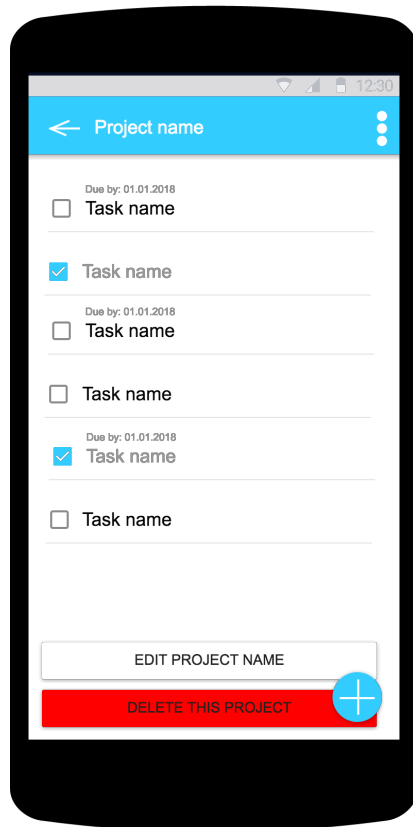 12:30
Project name
Due by: 01.01.2018
Task name
Task name
Due by: 01.01.2018
Task name
Task name
Due by: 01.01.2018
Task name
Task name
EDIT PROJECT NAME
DELETE THIS PROJECT